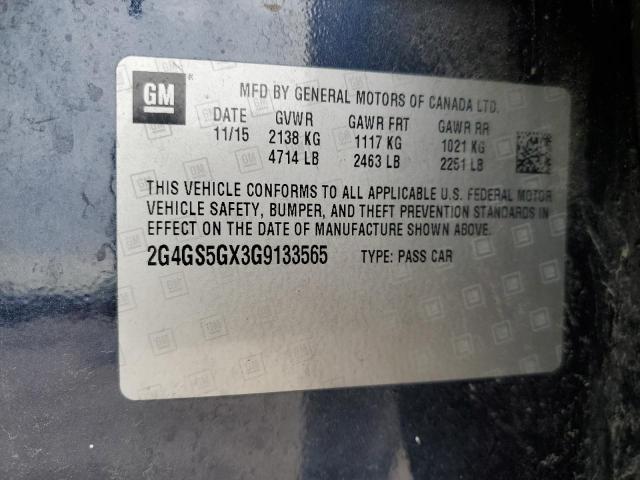 GM
MFD BY GENERAL MOTORS OF CANADA LTD.
DATE GVWR GAWR FRT GAWR RR
11/15 2138 KG 1117 KG 1021 KG
4714 LB 2463 LB 2251 LB
THIS VEHICLE CONFORMS TO ALL APPLICABLE U.S. FEDERAL MOTOR
VEHICLE SAFETY, BUMPER, AND THEFT PREVENTION STANDARDS IN
EFFECT ON THE DATE OF MANUFACTURE SHOWN ABOVE.
2G4GS5GX3G9133565 TYPE: PASS CAR